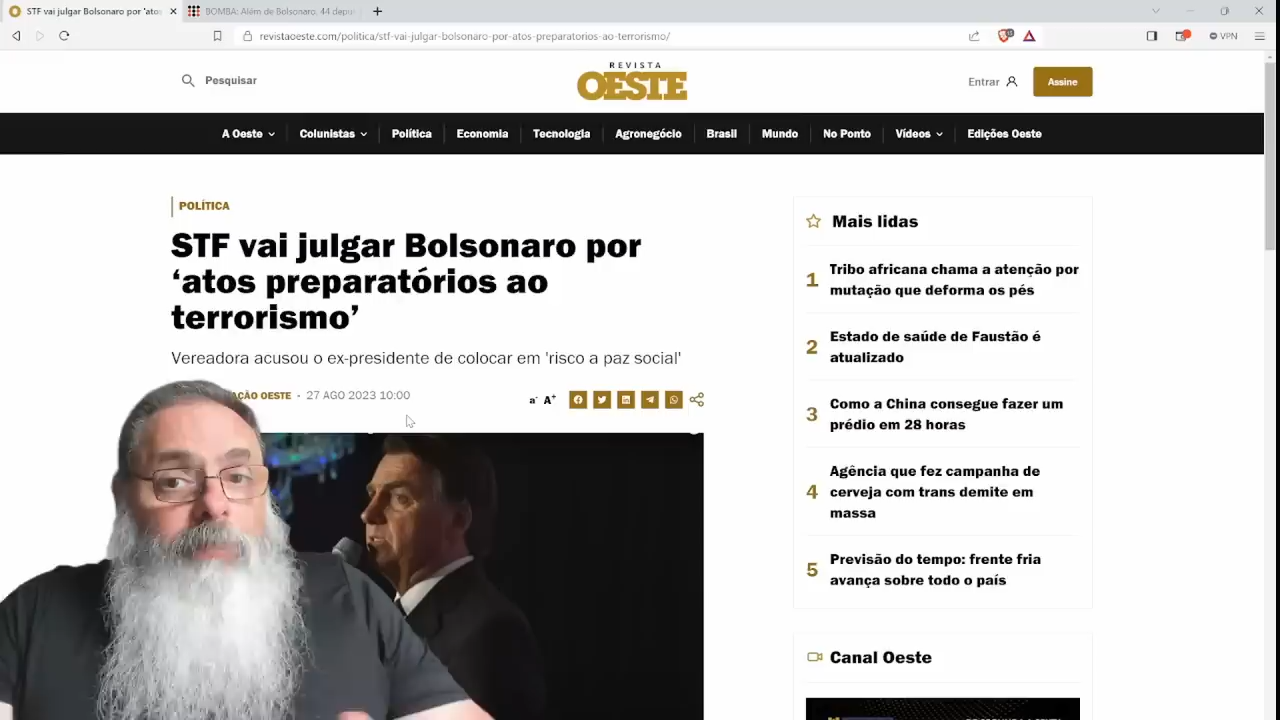 STF vai julgar Bolsonaro por 'atos
BOMBA: Além de Bolsonaro, 44 depu
revistaoeste.com/politica/stf-vai-julgar-bolsonaro-por-atos-preparatorios-ao-terrorismo/
VPN
Pesquisar
REVISTA
OESTE
Entrar
Assine
A Oeste
Colunistas
Política
Economia
Tecnologia
Agronegócio
Brasil
Mundo
No Ponto
Vídeos
Edições Oeste
POLÍTICA
STF vai julgar Bolsonaro por
‘atos preparatórios ao
terrorismo’
Vereadora acusou o ex-presidente de colocar em 'risco a paz social'
OESTE - 27 AGO 2023 10:00
a- A+
Mais lidas
1 Tribo africana chama a atenção por
mutação que deforma os pés
2 Estado de saúde de Faustão é
atualizado
3 Como a China consegue fazer um
prédio em 28 horas
4 Agência que fez campanha de
cerveja com trans demite em
massa
5 Previsão do tempo: frente fria
avança sobre todo o país
Canal Oeste